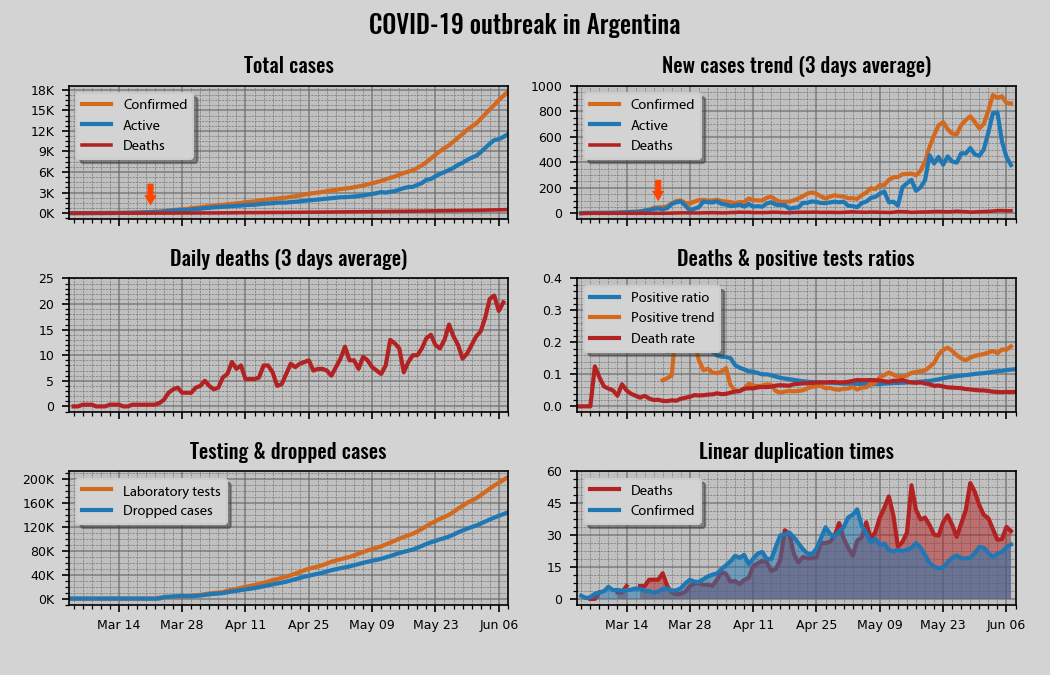 COVID-19 outbreak in Argentina
Total cases
18K
15K
12K
9K
6K
3K
0K
Confirmed
Active
Deaths
New cases trend (3 days average)
1000
800
600
400
200
0
Confirmed
Active
Deaths
Daily deaths (3 days average)
25
20
15
10
5
0
Deaths & positive tests ratios
0.4
0.3
0.2
0.1
0.0
Positive ratio
Positive trend
Death rate
Testing & dropped cases
200K
160K
120K
80K
40K
0K
Laboratory tests
Dropped cases
Mar 14 Mar 28 Apr 11 Apr 25 May 09 May 23 Jun 06
Linear duplication times
60
45
30
15
0
Deaths
Confirmed
Mar 14 Mar 28 Apr 11 Apr 25 May 09 May 23 Jun 06